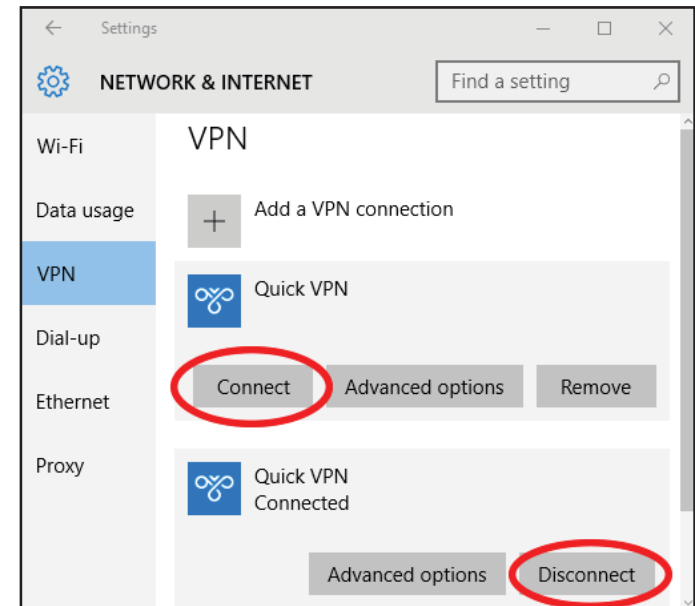 Settings
NETWORK & INTERNET
Find a setting
Wi-Fi
Data usage
VPN
Dial-up
Ethernet
Proxy
VPN
Add a VPN connection
Quick VPN
Connect Advanced options Remove
Quick VPN
Connected
Advanced options Disconnect